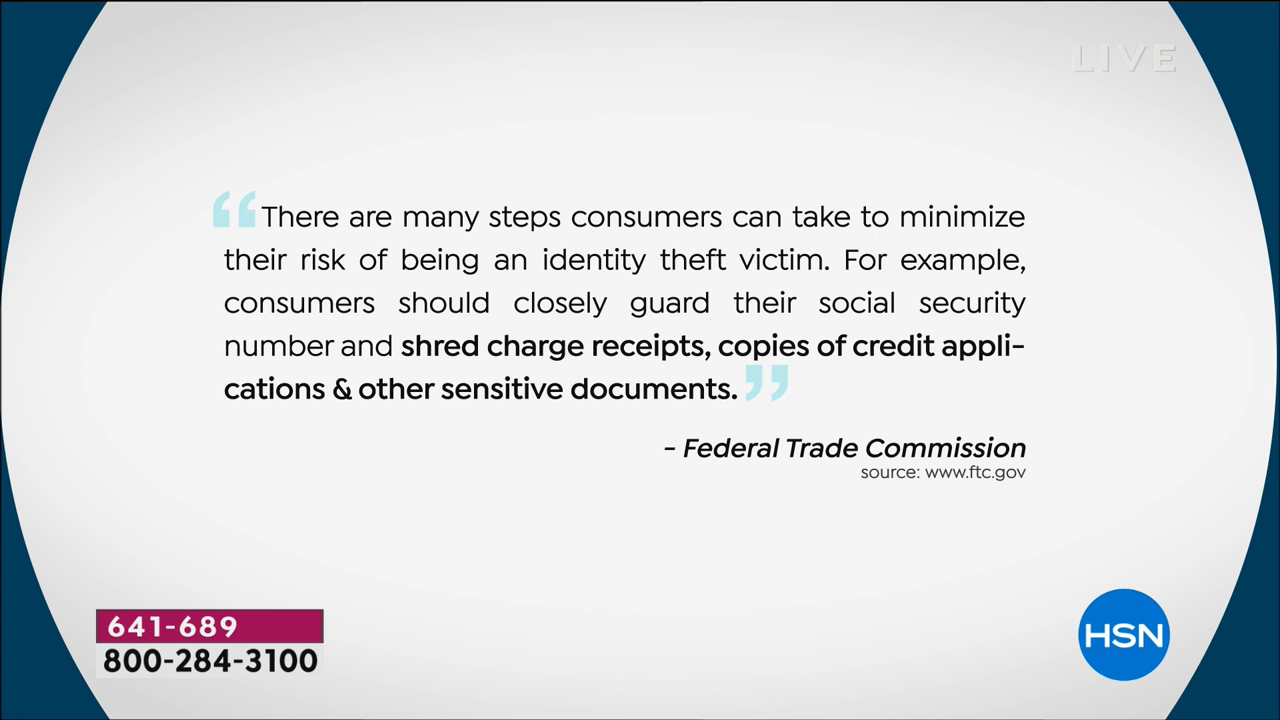 LIVE
“There are many steps consumers can take to minimize
their risk of being an identity theft victim. For example,
consumers should closely guard their social security
number and shred charge receipts, copies of credit appli-
cations & other sensitive documents.”
- Federal Trade Commission
source: www.ftc.gov
641-689
800-284-3100
HSN